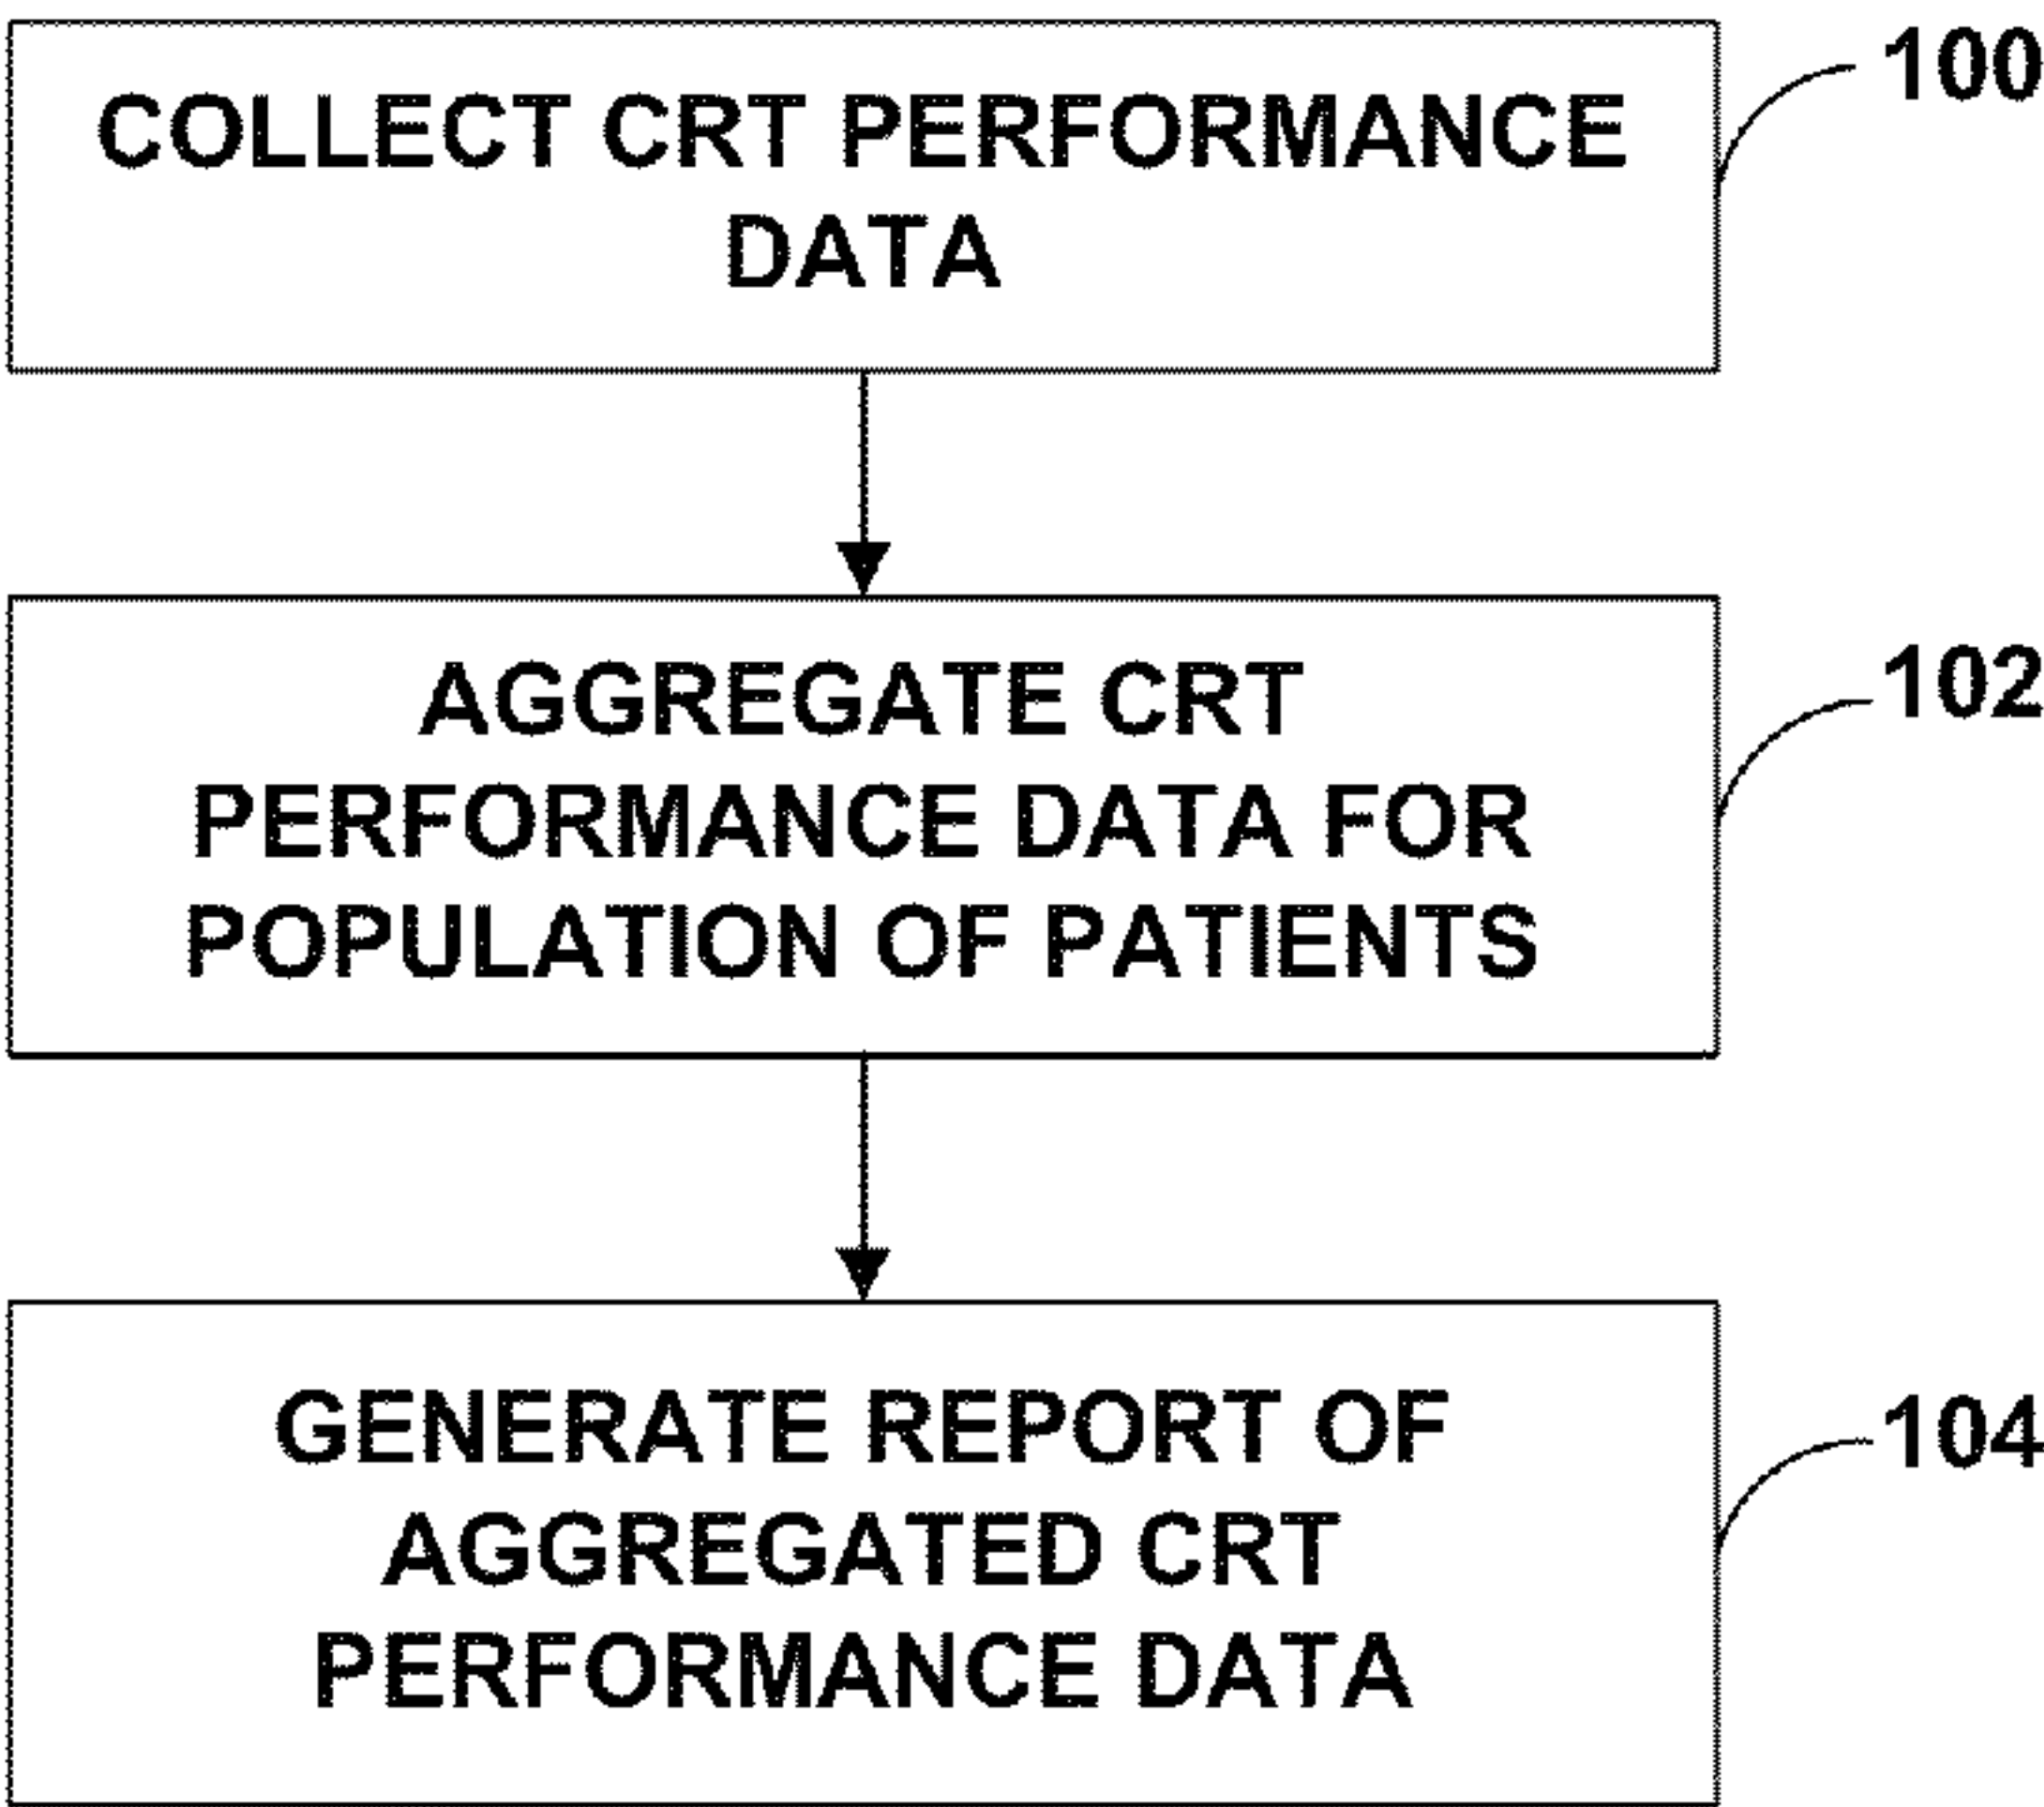 COLLECT CRT PERFORMANCE
DATA
100
AGGREGATE CRT
PERFORMANCE DATA FOR
POPULATION OF PATIENTS
102
GENERATE REPORT OF
AGGREGATED CRT
PERFORMANCE DATA
104